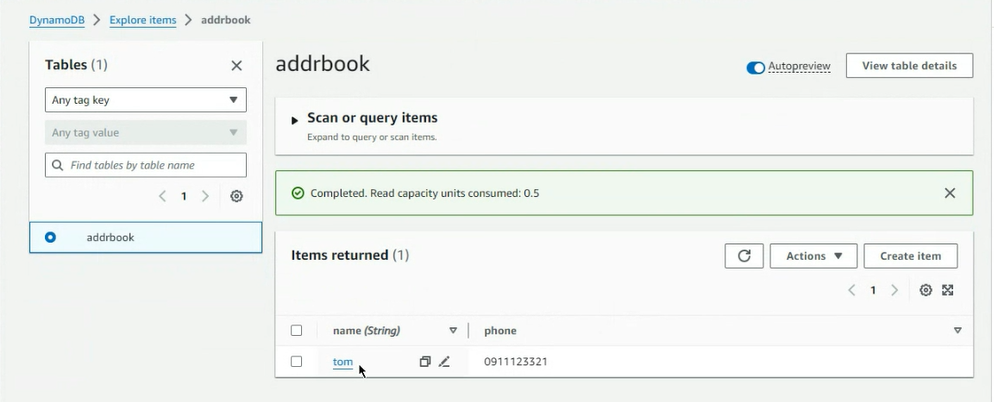 DynamoDB > Explore items > addrbook
Tables (1)
Any tag key
Any tag value
Find tables by table name
1
addrbook
addrbook
Autopreview
View table details
Scan or query items
Expand to query or scan items.
Completed. Read capacity units consumed: 0.5
Items returned (1)
Actions
Create item
1
name (String)
phone
tom
0911123321